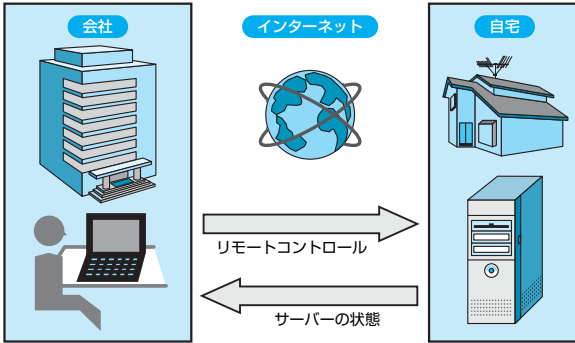 会社
インターネット
自宅
リモートコントロール
サーバーの状態